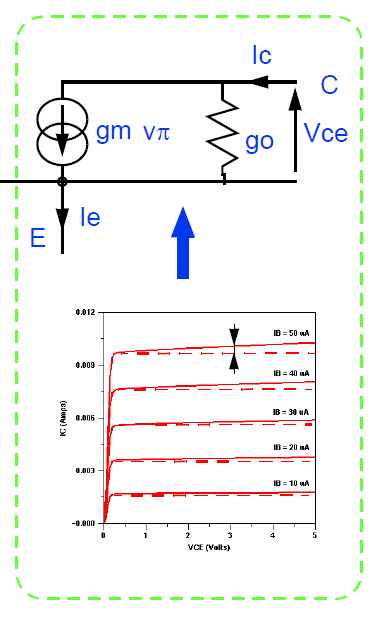 Ic
C
gm vπ
go
Vce
Ie
E
0.012
IB = 50 uA
0.009
IB = 40 uA
IC (Amps)
0.006
IB = 30 uA
IB = 20 uA
0.003
IB = 10 uA
-0.000
0 1 2 3 4 5
VCE (Volts)